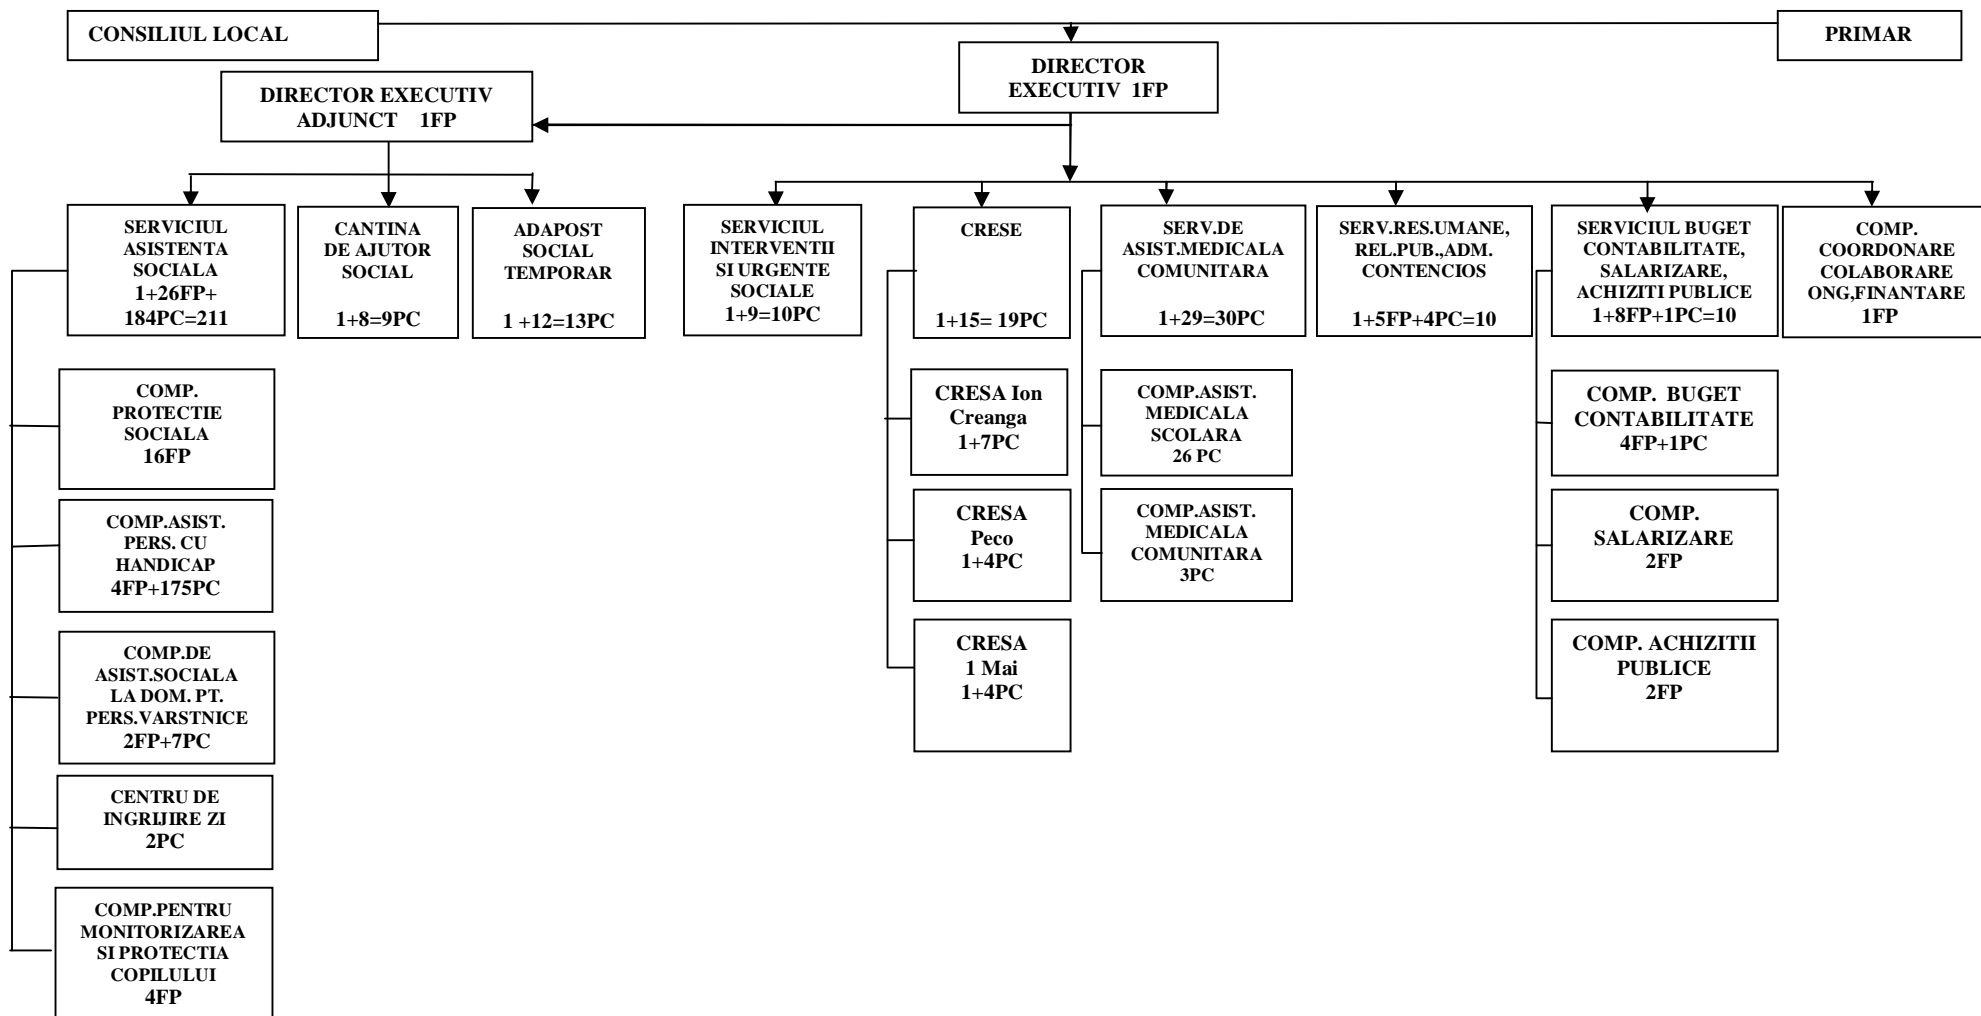 CONSILIUL LOCAL
PRIMAR
DIRECTOR
EXECUTIV 1FP
DIRECTOR EXECUTIV
ADJUNCT 1FP
SERVICIUL
ASISTENTA
SOCIALA
1+26FP+
184PC=211
CANTINA
DE AJUTOR
SOCIAL
1+8=9PC
ADAPOST
SOCIAL
TEMPORAR
1 +12=13PC
SERVICIUL
INTERVENTII
SI URGENTE
SOCIALE
1+9=10PC
CRESE
1+15= 19PC
SERV.DE
ASIST.MEDICALA
COMUNITARA
1+29=30PC
SERV.RES.UMANE,
REL.PUB.,ADM.
CONTENCIOS
1+5FP+4PC=10
SERVICIUL BUGET
CONTABILITATE,
SALARIZARE,
ACHIZITI PUBLICE
1+8FP+1PC=10
COMP.
COORDONARE
COLABORARE
ONG,FINANTARE
1FP
COMP.
PROTECTIE
SOCIALA
16FP
COMP.ASIST.
PERS. CU
HANDICAP
4FP+175PC
COMP.DE
ASIST.SOCIALA
LA DOM. PT.
PERS.VARSTNICE
2FP+7PC
CENTRU DE
INGRIJIRE ZI
2PC
COMP.PENTRU
MONITORIZAREA
SI PROTECTIA
COPILULUI
4FP
CRESA Ion
Creanga
1+7PC
CRESA
Peco
1+4PC
CRESA
1 Mai
1+4PC
COMP.ASIST.
MEDICALA
SCOLARA
26 PC
COMP.ASIST.
MEDICALA
COMUNITARA
3PC
COMP. BUGET
CONTABILITATE
4FP+1PC
COMP.
SALARIZARE
2FP
COMP. ACHIZITII
PUBLICE
2FP